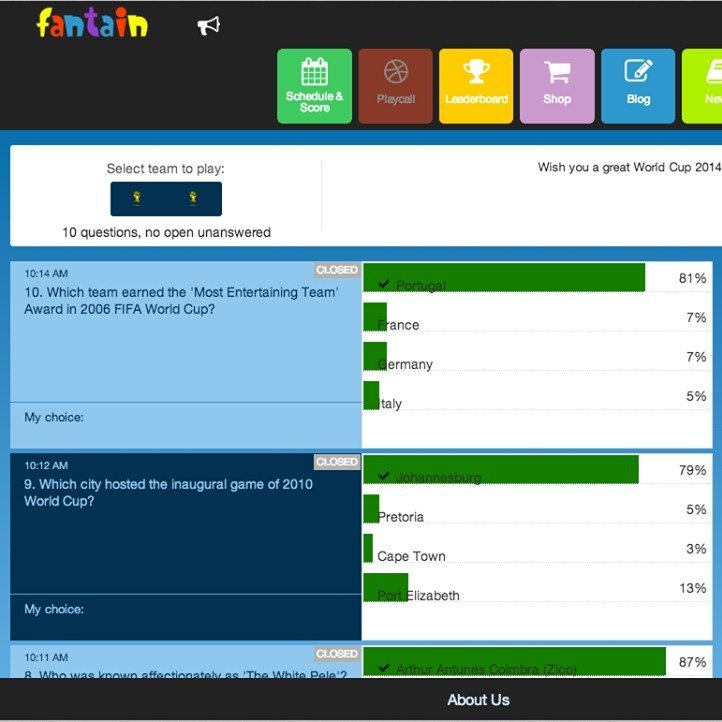 fantain
Schedule &
Score
Playcall
Leaderboard
Shop
Blog
Select team to play:
Wish you a great World Cup 2014
10 questions, no open unanswered
10:14 AM
CLOSED
10. Which team earned the 'Most Entertaining Team'
Award in 2006 FIFA World Cup?
My choice:
Portugal
81%
France
7%
Germany
7%
Italy
5%
10:12 AM
CLOSED
9. Which city hosted the inaugural game of 2010
World Cup?
My choice:
Johannesburg
79%
Pretoria
5%
Cape Town
3%
Port Elizabeth
13%
10:11 AM
CLOSED
8. Who was known affectionately as 'The White Pele'?
Arthur Antunes Coimbra (Zico)
87%
About Us